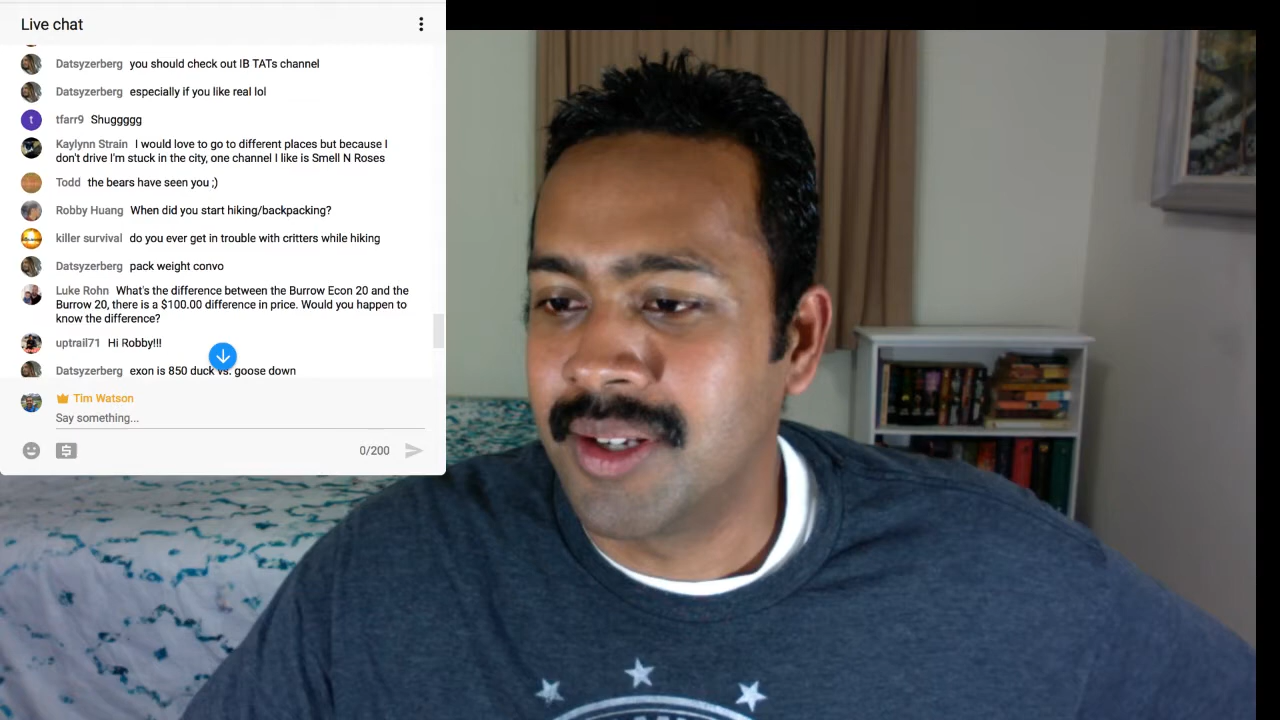 Live chat
Datsyzerberg you should check out IB TATs channel
Datsyzerberg especially if you like real lol
t tfarr9 Shuggggg
Kaylynn Strain I would love to go to different places but because I
don't drive I'm stuck in the city, one channel I like is Smell N Roses
Todd the bears have seen you ;)
Robby Huang When did you start hiking/backpacking?
killer survival do you ever get in trouble with critters while hiking
Datsyzerberg pack weight convo
Luke Rohn What's the difference between the Burrow Econ 20 and the
Burrow 20, there is a $100.00 difference in price. Would you happen to
know the difference?
uptrail71 Hi Robby!!!
Datsyzerberg exon is 850 duck vs. goose down
Tim Watson
Say something...
0/200